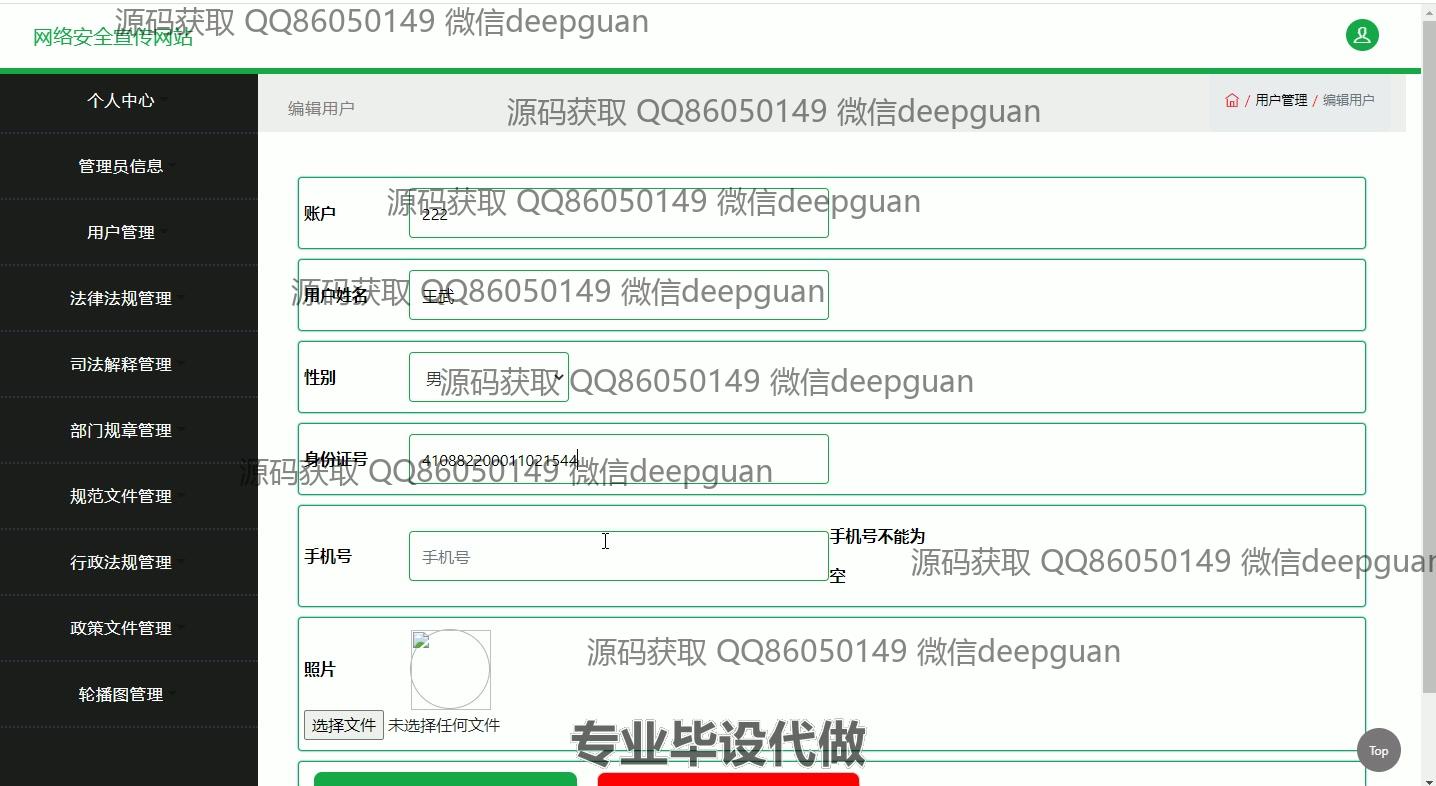 源码获取 QQ86050149 微信deepguan
网络安全宣传网站
个人中心
管理员信息
用户管理
法律法规管理
司法解释管理
部门规章管理
规范文件管理
行政法规管理
政策文件管理
轮播图管理
编辑用户
源码获取 QQ86050149 微信deepguan
/ 用户管理 / 编辑用户
源码获取 QQ86050149 微信deepguan
账户
222
源码获取 QQ86050149 微信deepguan
用户姓名
王武
性别
男
源码获取 QQ86050149 微信deepguan
身份证号
410882200011021544
源码获取 QQ86050149 微信deepguan
手机号
手机号
手机号不能为
空
源码获取 QQ86050149 微信deepguan
照片
源码获取 QQ86050149 微信deepguan
选择文件 未选择任何文件
专业毕设代做
Top